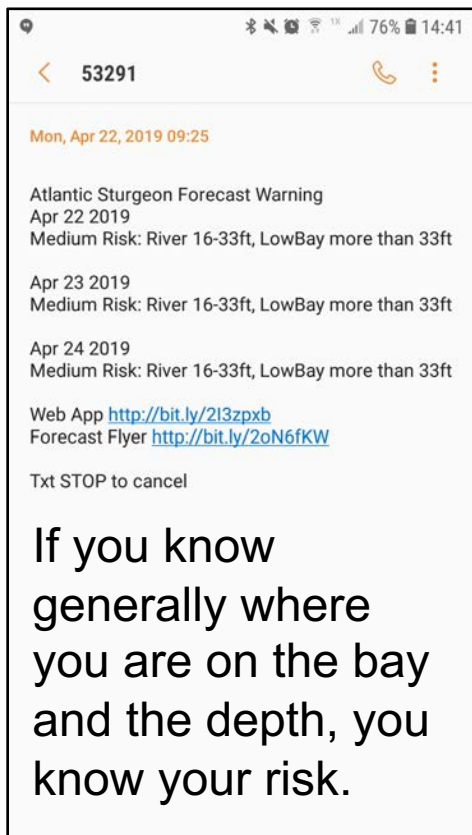 1X 76% 14:41
53291
Mon, Apr 22, 2019 09:25
Atlantic Sturgeon Forecast Warning
Apr 22 2019
Medium Risk: River 16-33ft, LowBay more than 33ft
Apr 23 2019
Medium Risk: River 16-33ft, LowBay more than 33ft
Apr 24 2019
Medium Risk: River 16-33ft, LowBay more than 33ft
Web App http://bit.ly/2I3zpxb
Forecast Flyer http://bit.ly/2oN6fKW
Txt STOP to cancel
If you know
generally where
you are on the bay
and the depth, you
know your risk.